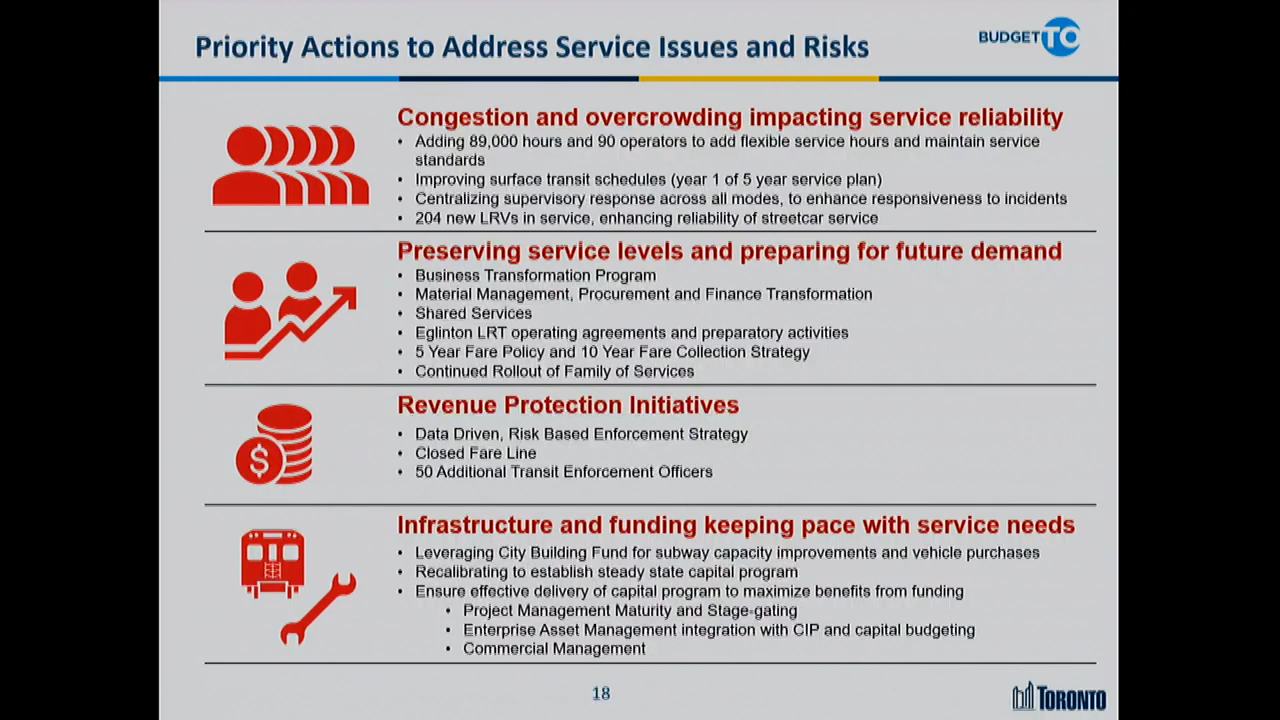 Priority Actions to Address Service Issues and Risks
BUDGETTO
Congestion and overcrowding impacting service reliability
• Adding 89,000 hours and 90 operators to add flexible service hours and maintain service
standards
• Improving surface transit schedules (year 1 of 5 year service plan)
• Centralizing supervisory response across all modes, to enhance responsiveness to incidents
• 204 new LRVs in service, enhancing reliability of streetcar service
Preserving service levels and preparing for future demand
• Business Transformation Program
• Material Management, Procurement and Finance Transformation
• Shared Services
• Eglinton LRT operating agreements and preparatory activities
• 5 Year Fare Policy and 10 Year Fare Collection Strategy
• Continued Rollout of Family of Services
Revenue Protection Initiatives
• Data Driven, Risk Based Enforcement Strategy
• Closed Fare Line
• 50 Additional Transit Enforcement Officers
$
Infrastructure and funding keeping pace with service needs
• Leveraging City Building Fund for subway capacity improvements and vehicle purchases
• Recalibrating to establish steady state capital program
• Ensure effective delivery of capital program to maximize benefits from funding
• Project Management Maturity and Stage-gating
• Enterprise Asset Management integration with CIP and capital budgeting
• Commercial Management
18
TORONTO